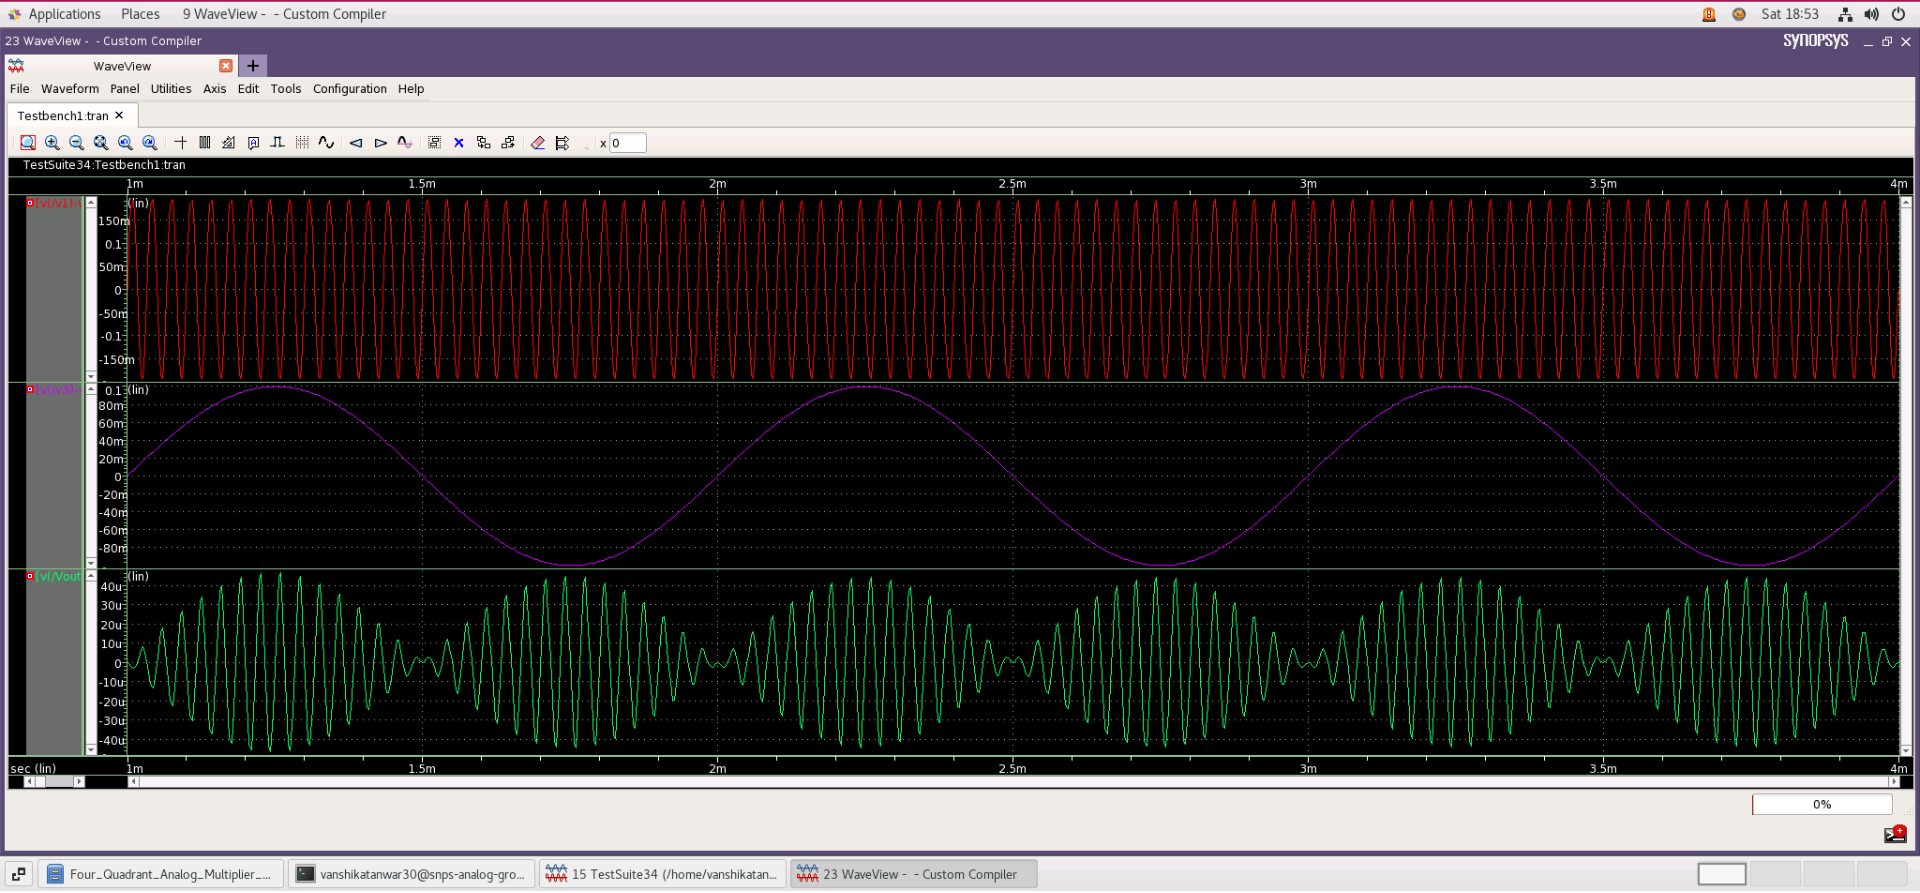 Applications Places 9 WaveView - - Custom Compiler Sat 18:53
23 WaveView - - Custom Compiler SYNOPSYS
WaveView
File Waveform Panel Utilities Axis Edit Tools Configuration Help
Testbench1:tran
x 0
TestSuite34:Testbench1:tran
1m 1.5m 2m 2.5m 3m 3.5m 4m
[v(/v1)-v (lin)
150m
0.1
50m
0
-50m
-0.1
-150m
0.1 (lin)
80m
60m
40m
20m
0
-20m
-40m
-60m
-80m
[v(/Vout (lin)
40u
30u
20u
10u
0
-10u
-20u
-30u
-40u
sec (lin) 1m 1.5m 2m 2.5m 3m 3.5m 4m
0%
Four_Quadrant_Analog_Multiplier_... vanshikatanwar30@snps-analog-gro... 15 TestSuite34 (/home/vanshikatan... 23 WaveView - - Custom Compiler